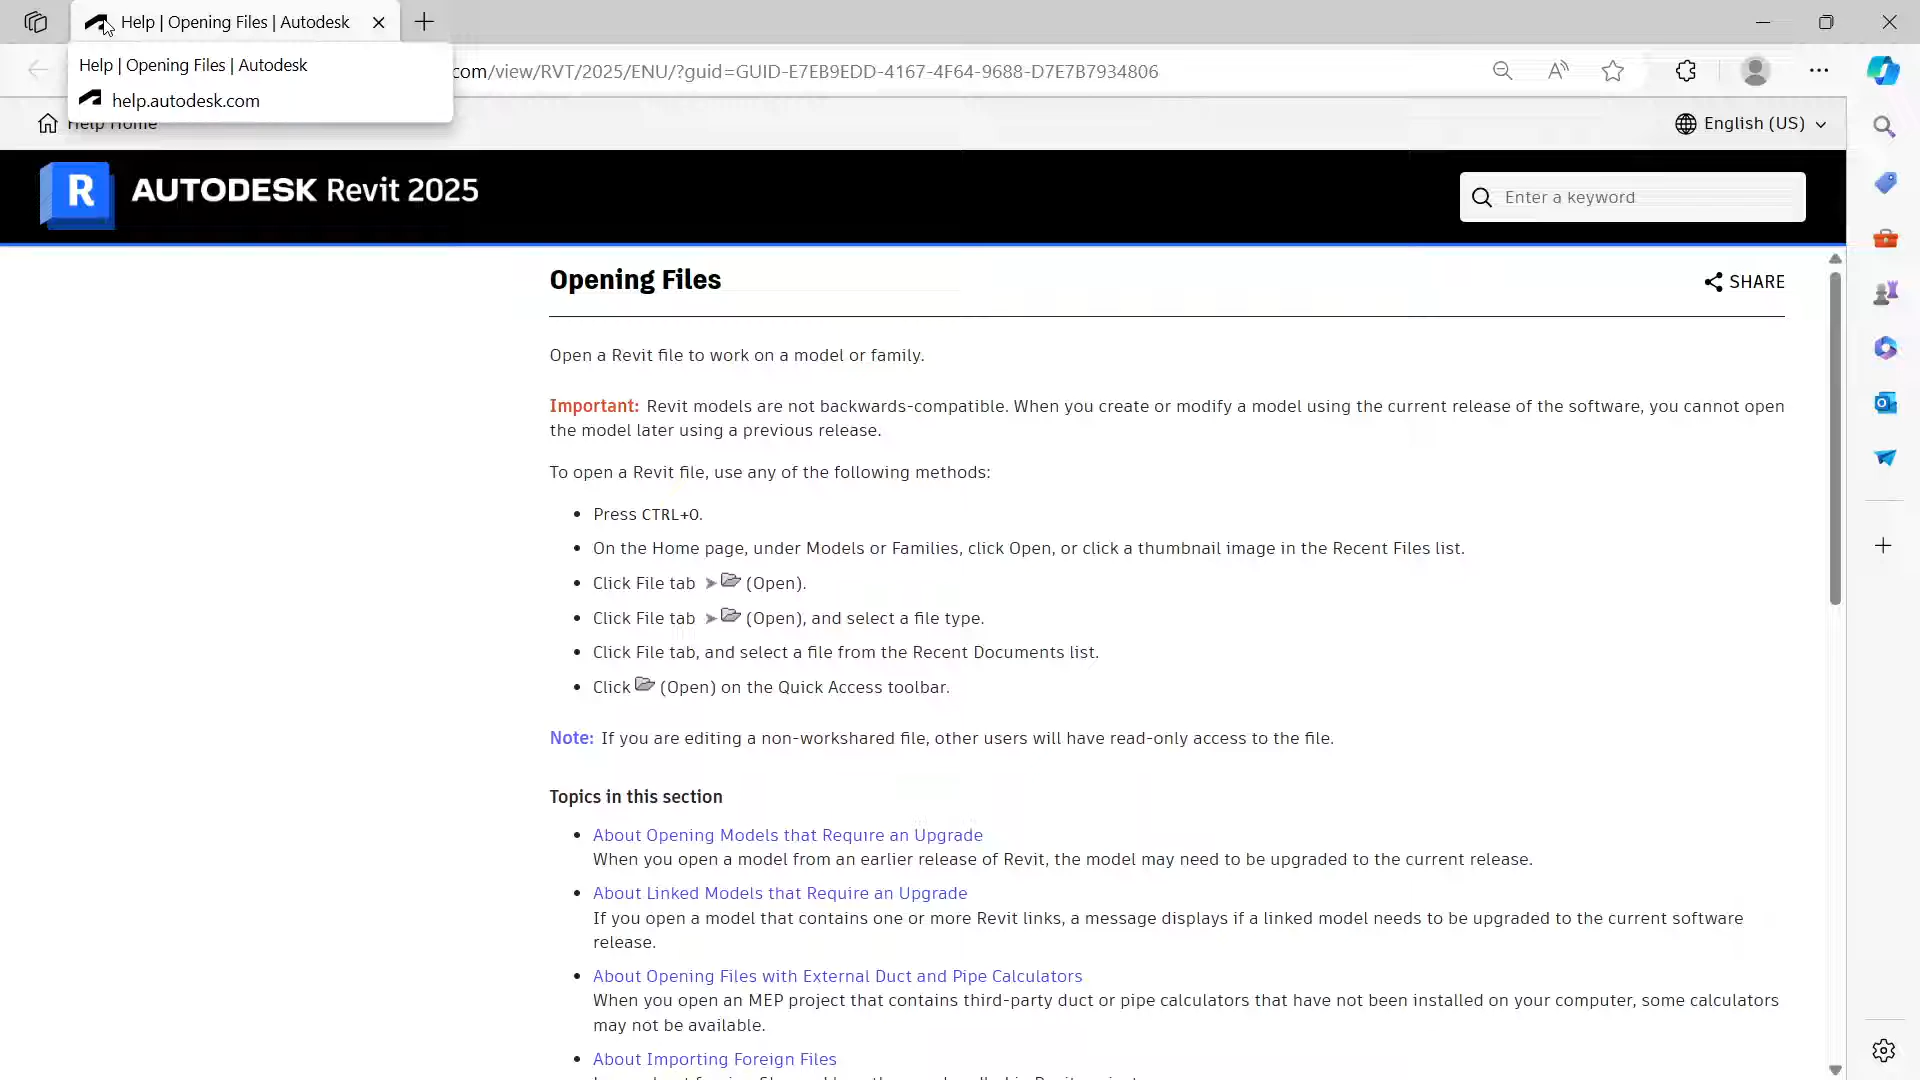 Help | Opening Files | Autodesk
Help | Opening Files | Autodesk
help.autodesk.com
com/view/RVT/2025/ENU/?guid=GUID-E7EB9EDD-4167-4F64-9688-D7E7B7934806
Help Home
English (US)
R AUTODESK Revit 2025
Enter a keyword
Opening Files
SHARE
Open a Revit file to work on a model or family.
Important: Revit models are not backwards-compatible. When you create or modify a model using the current release of the software, you cannot open
the model later using a previous release.
To open a Revit file, use any of the following methods:
• Press CTRL+O.
• On the Home page, under Models or Families, click Open, or click a thumbnail image in the Recent Files list.
• Click File tab ➤ (Open).
• Click File tab ➤ (Open), and select a file type.
• Click File tab, and select a file from the Recent Documents list.
• Click (Open) on the Quick Access toolbar.
Note: If you are editing a non-workshared file, other users will have read-only access to the file.
Topics in this section
• About Opening Models that Require an Upgrade
When you open a model from an earlier release of Revit, the model may need to be upgraded to the current release.
• About Linked Models that Require an Upgrade
If you open a model that contains one or more Revit links, a message displays if a linked model needs to be upgraded to the current software
release.
• About Opening Files with External Duct and Pipe Calculators
When you open an MEP project that contains third-party duct or pipe calculators that have not been installed on your computer, some calculators
may not be available.
• About Importing Foreign Files